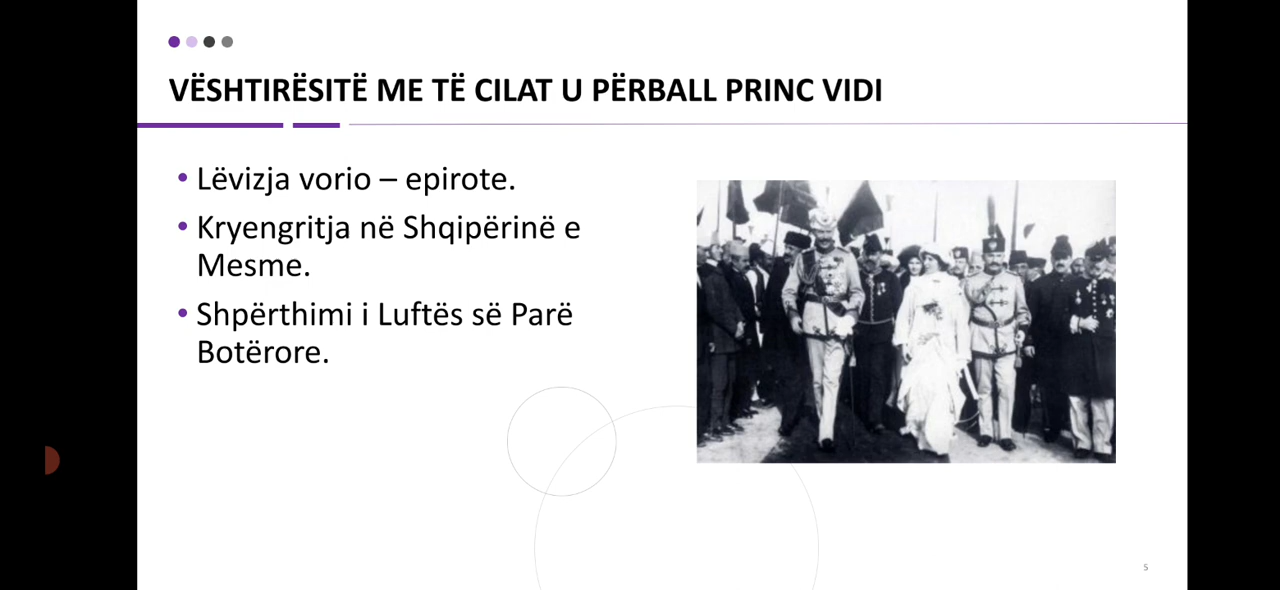 VËSHTIRËSITË ME TË CILAT U PËRBALL PRINC VIDI
• Lëvizja vorio – epirote.
• Kryengritja në Shqipërinë e
Mesme.
• Shpërthimi i Luftës së Parë
Botërore.
5